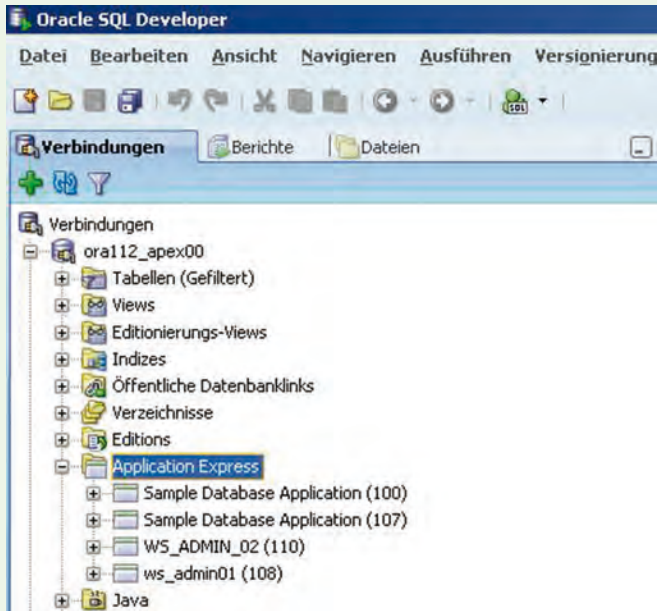 Oracle SQL Developer
Datei Bearbeiten Ansicht Navigieren Ausführen Versionierung
SQL
Verbindungen Berichte Dateien
Verbindungen
ora112_apex00
Tabellen (Gefiltert)
Views
Editionierungs-Views
Indizes
Öffentliche Datenbanklinks
Verzeichnisse
Editions
Application Express
Sample Database Application (100)
Sample Database Application (107)
WS_ADMIN_02 (110)
ws_admin01 (108)
Java